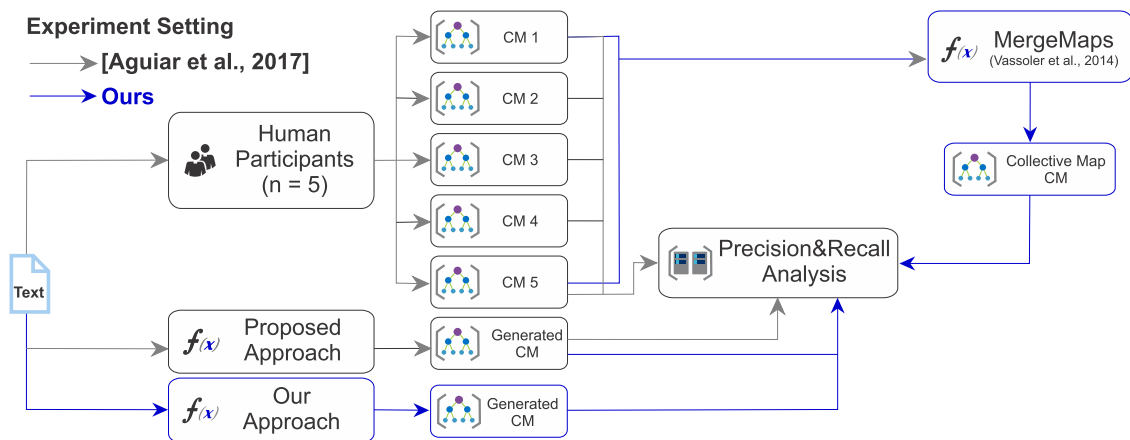 Experiment Setting
[Aguiar et al., 2017]
Ours
Text
Human
Participants
(n = 5)
CM 1
CM 2
CM 3
CM 4
CM 5
f(x)
MergeMaps
(Vassoler et al., 2014)
Collective Map
CM
Precision&Recall
Analysis
f(x)
Proposed
Approach
Generated
CM
f(x)
Our
Approach
Generated
CM